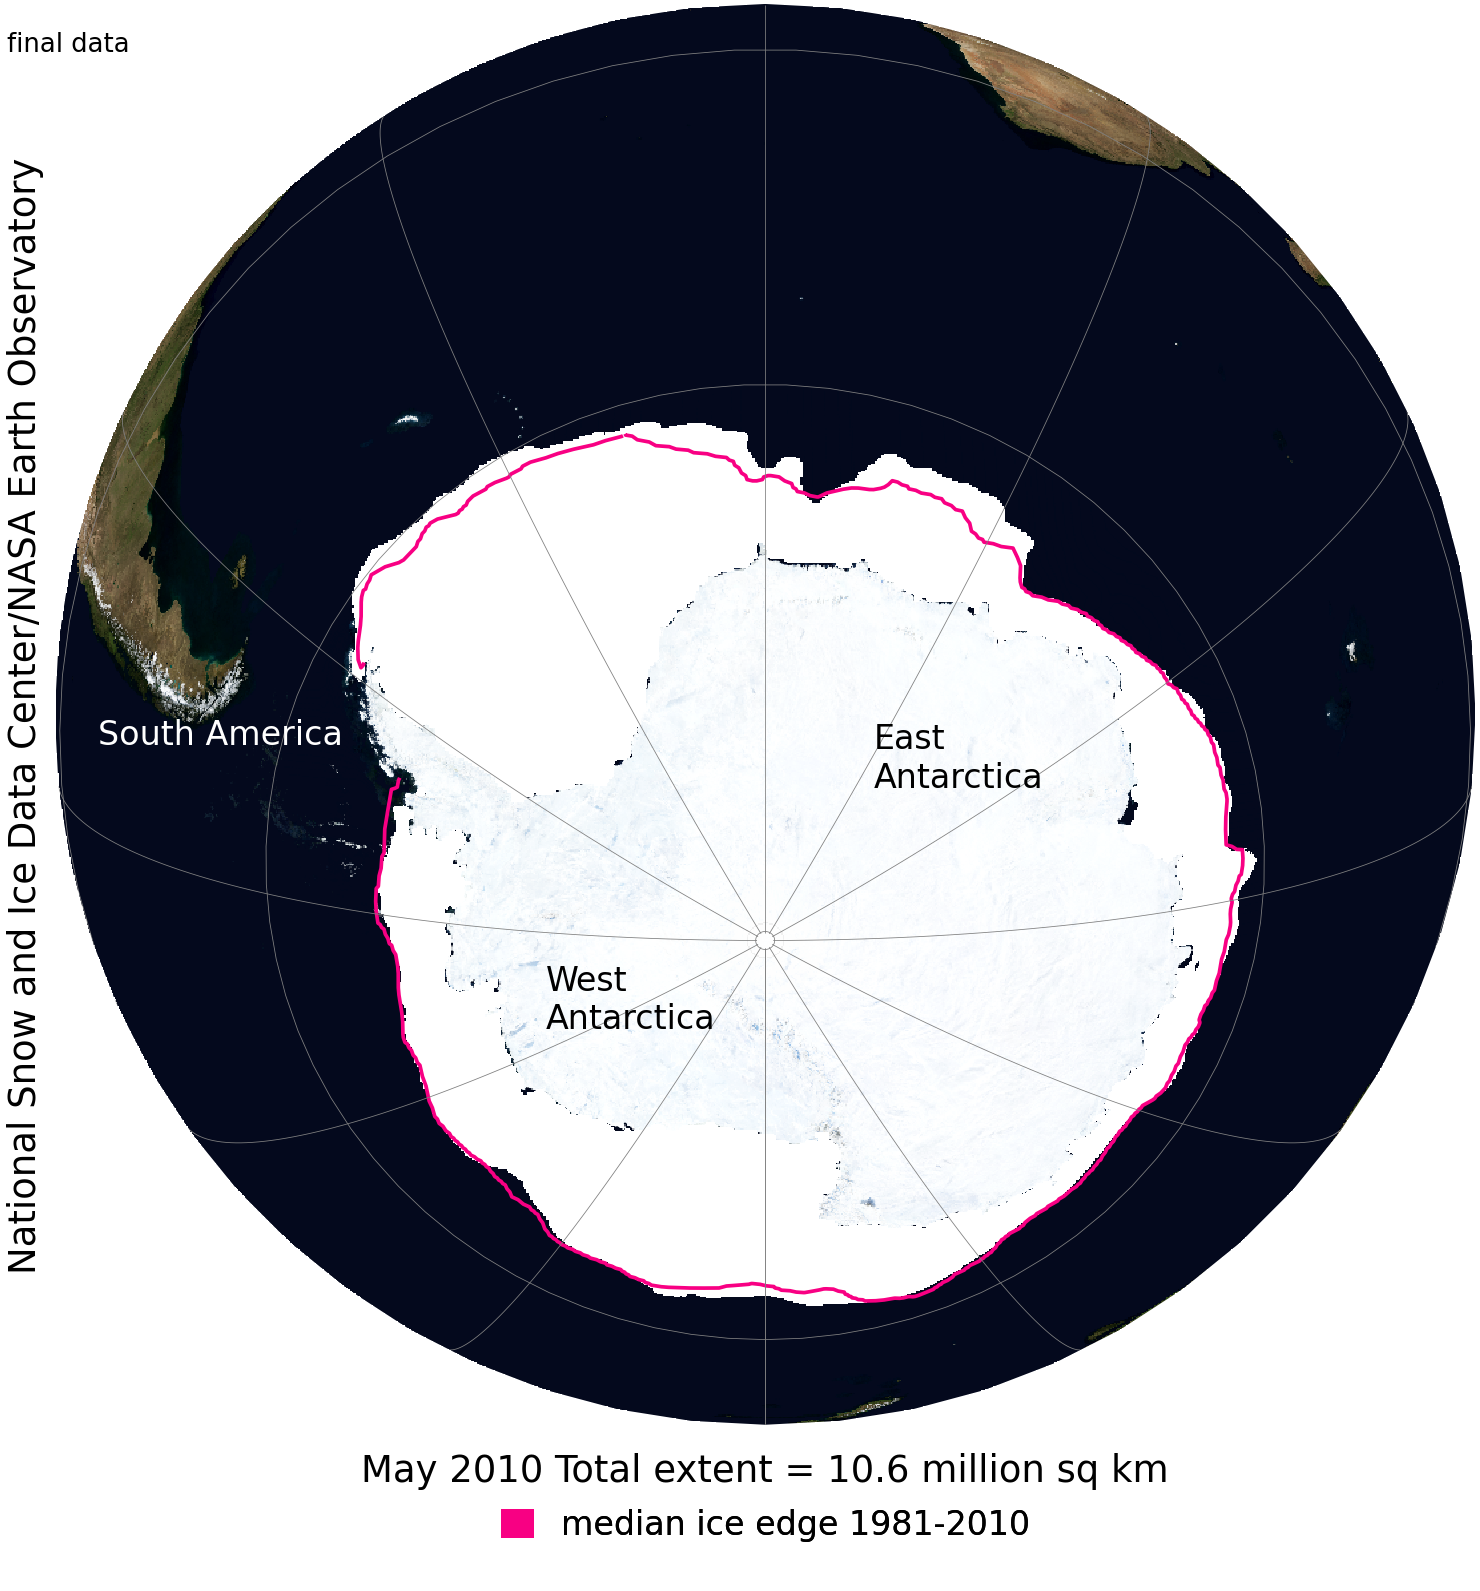 final data
National Snow and Ice Data Center/NASA Earth Observatory
South America
East
Antarctica
West
Antarctica
May 2010 Total extent = 10.6 million sq km
median ice edge 1981-2010